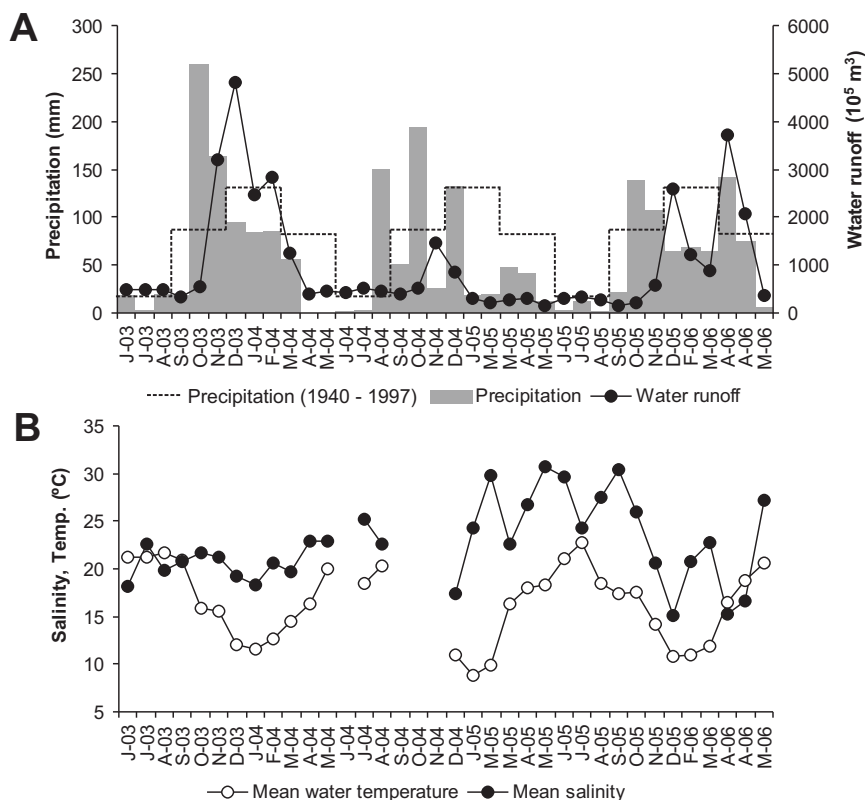 A
300
250
200
150
100
50
0
Precipitation (mm)
6000
5000
4000
3000
2000
1000
0
Wtater runoff (10⁵ m³)
J-03 J-03 A-03 S-03 O-03 N-03 D-03 J-04 F-04 M-04 A-04 M-04 J-04 J-04 A-04 S-04 O-04 N-04 D-04 J-05 M-05 M-05 A-05 M-05 J-05 J-05 A-05 S-05 O-05 N-05 D-05 F-06 M-06 A-06 A-06 M-06
Precipitation (1940 - 1997) Precipitation Water runoff
B
35
30
25
20
15
10
5
Salinity, Temp. (ºC)
J-03 J-03 A-03 S-03 O-03 N-03 D-03 J-04 F-04 M-04 A-04 M-04 J-04 J-04 A-04 S-04 O-04 N-04 D-04 J-05 M-05 M-05 A-05 M-05 J-05 J-05 A-05 S-05 O-05 N-05 D-05 F-06 M-06 A-06 A-06 M-06
Mean water temperature Mean salinity